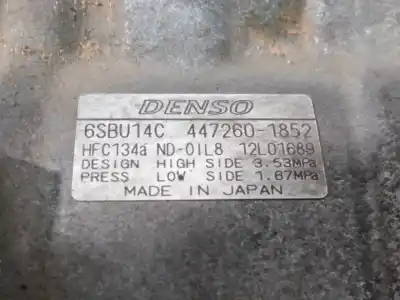 DENSO
6SBU14C 447260-1852
HFC134a ND-OIL8 12L01689
DESIGN HIGH SIDE 3.53MPa
PRESS LOW SIDE 1.67MPa
MADE IN JAPAN